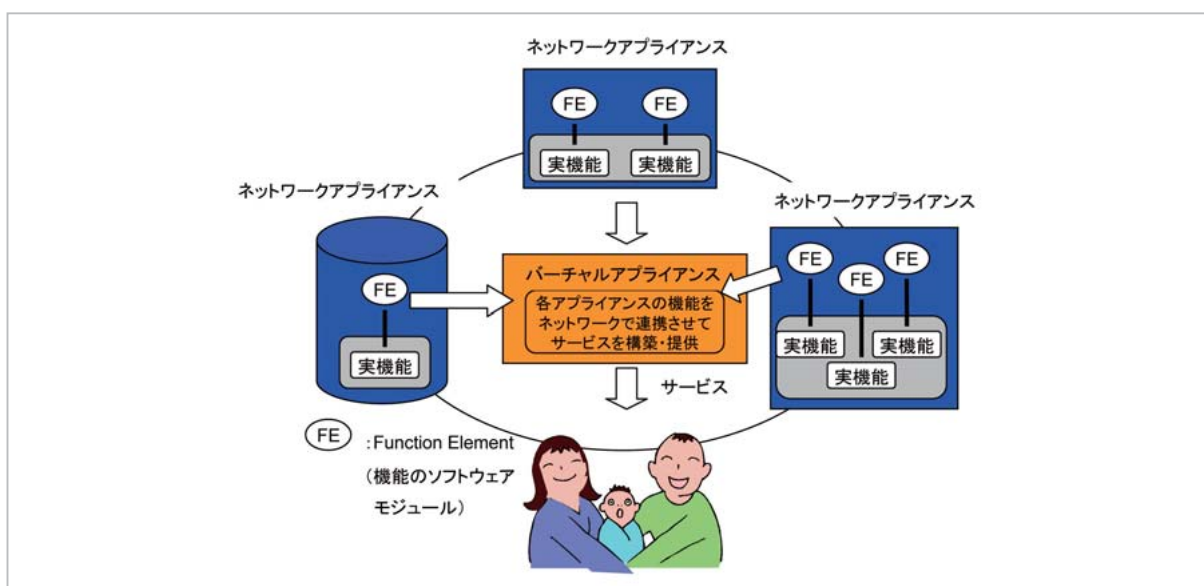 ネットワークアプライアンス
FE
FE
実機能
実機能
ネットワークアプライアンス
FE
実機能
ネットワークアプライアンス
FE
FE
FE
実機能
実機能
実機能
バーチャルアプライアンス
各アプライアンスの機能を
ネットワークで連携させて
サービスを構築・提供
サービス
FE
:Function Element
(機能のソフトウェア
モジュール)